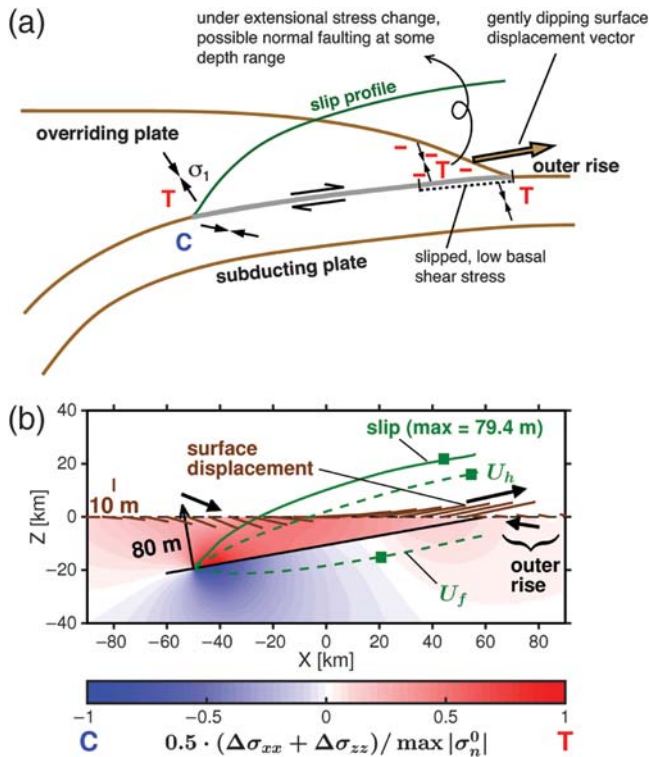 (a)
under extensional stress change,
possible normal faulting at some
depth range
gently dipping surface
displacement vector
slip profile
overriding plate
σ1
T
T
outer rise
T
C
subducting plate
slipped, low basal
shear stress
(b)
40
20
0
−20
−40
Z [km]
slip (max = 79.4 m)
surface
displacement
Uh
10 m
80 m
outer
rise
Uf
−80 −60 −40 −20 0 20 40 60 80
X [km]
−1 −0.5 0 0.5 1
C 0.5 · (Δσxx + Δσzz) / max |σn0| T